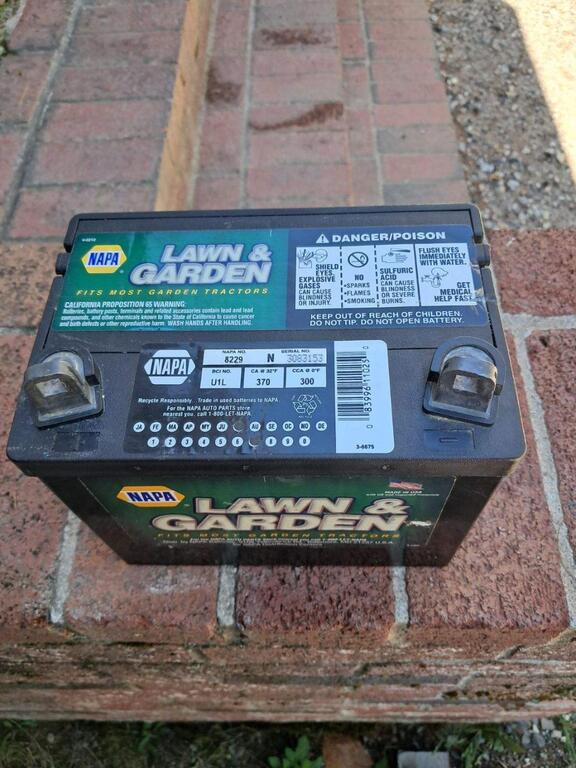 NAPA
LAWN &
GARDEN
FITS MOST GARDEN TRACTORS
CALIFORNIA PROPOSITION 65 WARNING:
Batteries, battery posts, terminals and related accessories contain lead and lead
compounds, and other chemicals known to the State of California to cause cancer
and birth defects or other reproductive harm. WASH HANDS AFTER HANDLING.
DANGER/POISON
SHIELD
EYES.
EXPLOSIVE
GASES
CAN CAUSE
BLINDNESS
OR INJURY.
NO
•SPARKS
•FLAMES
•SMOKING
SULFURIC
ACID
CAN CAUSE
BLINDNESS
OR SEVERE
BURNS.
FLUSH EYES
IMMEDIATELY
WITH WATER.
GET
MEDICAL
HELP FAST.
KEEP OUT OF REACH OF CHILDREN.
DO NOT TIP. DO NOT OPEN BATTERY.
NAPA
NAPA NO.
8229
N
SERIAL NO.
3083153
BCI NO.
U1L
CA @ 32°F
370
CCA @ 0°F
300
Recycle Responsibly. Trade in used batteries to NAPA.
For the NAPA AUTO PARTS store
nearest you, call 1-800-LET-NAPA
JA FE MA AP MY JU AU SE OC NO DE
1 2 3 4 5 6 8 9 0
0 83996 11025 0
3-6675
NAPA
LAWN &
GARDEN
FITS MOST GARDEN TRACTORS
MADE IN USA